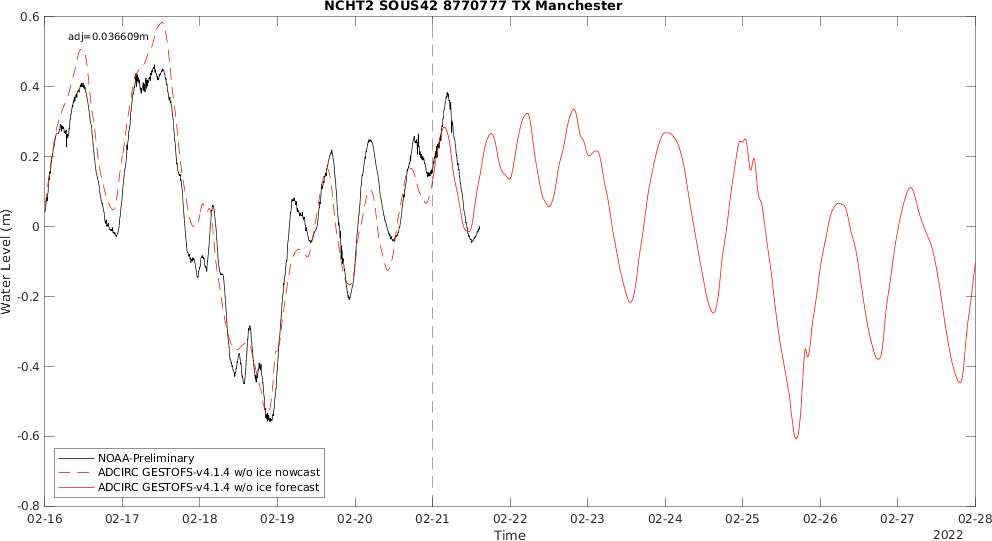 NCHT2 SOUS42 8770777 TX Manchester
adj=0.036609m
0.6
0.4
0.2
0
-0.2
-0.4
-0.6
-0.8
Water Level (m)
NOAA-Preliminary
ADCIRC GESTOFS-v4.1.4 w/o ice nowcast
ADCIRC GESTOFS-v4.1.4 w/o ice forecast
02-16 02-17 02-18 02-19 02-20 02-21 02-22 02-23 02-24 02-25 02-26 02-27 02-28
Time
2022